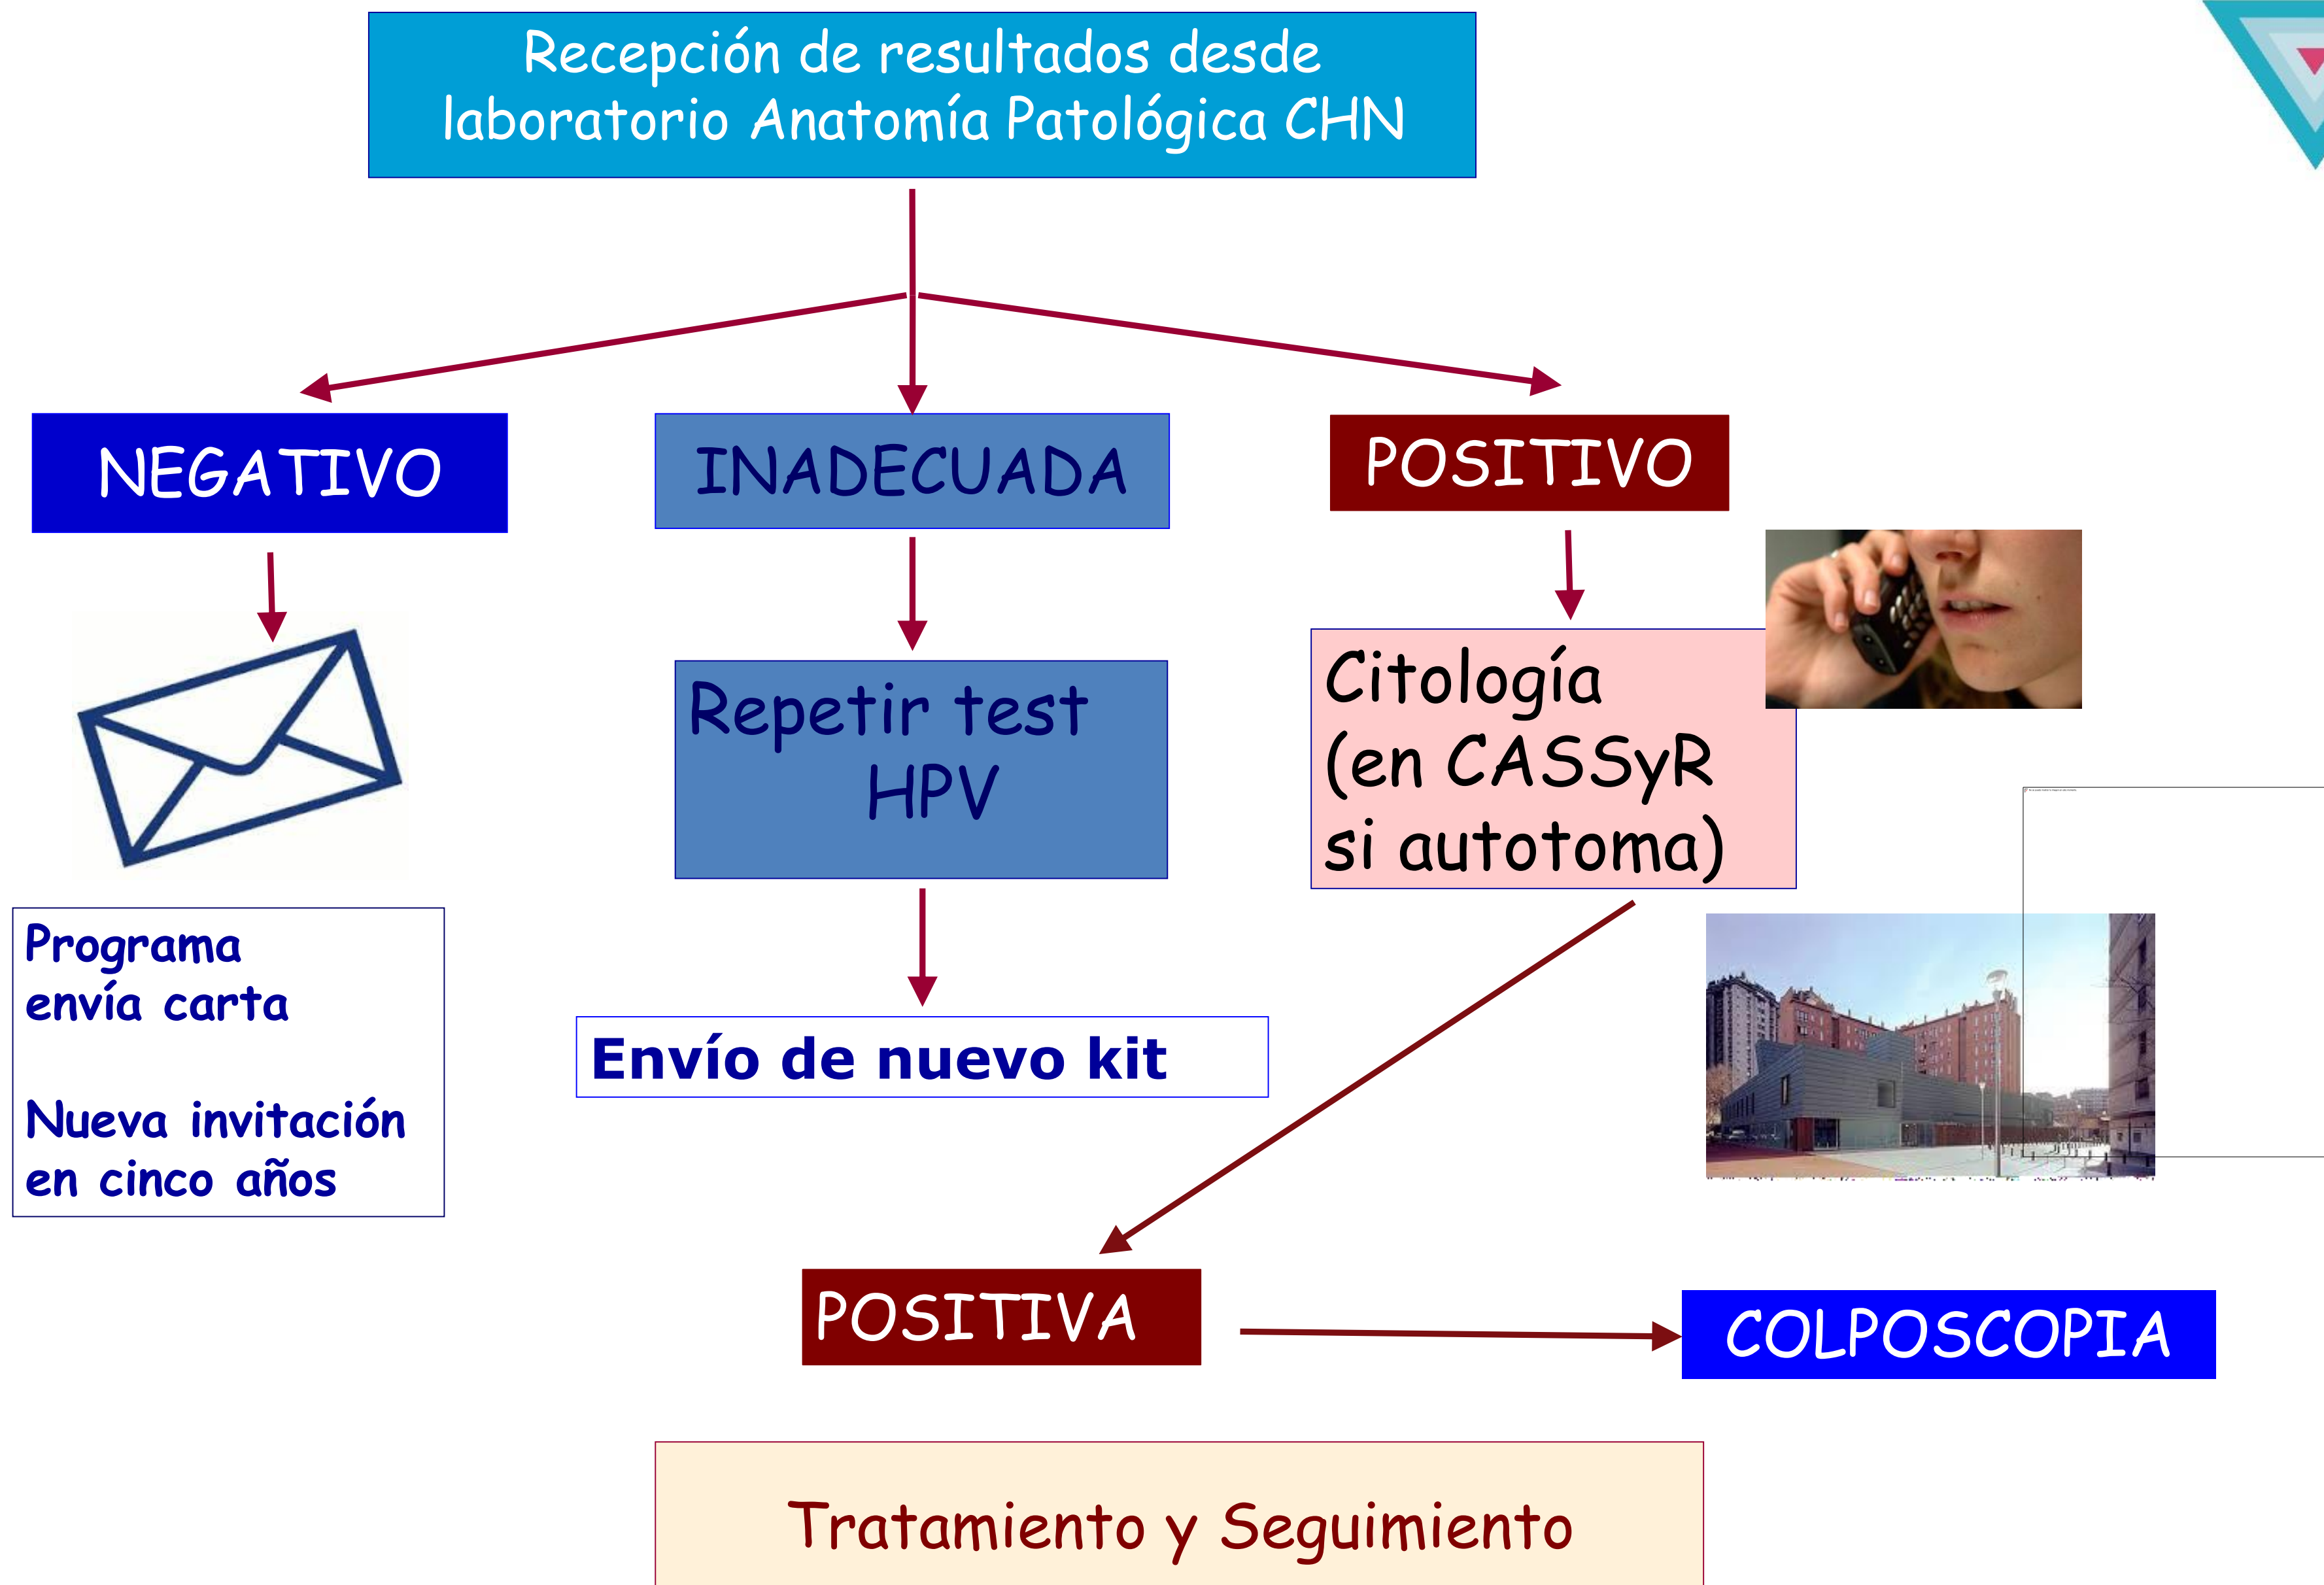 Recepción de resultados desde
laboratorio Anatomía Patológica CHN
NEGATIVO
INADECUADA
POSITIVO
Repetir test
HPV
Citología
(en CASSyR
si autotoma)
Programa
envía carta
Nueva invitación
en cinco años
Envío de nuevo kit
POSITIVA
COLPOSCOPIA
Tratamiento y Seguimiento